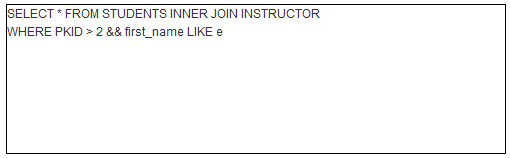 SELECT * FROM STUDENTS INNER JOIN INSTRUCTOR
WHERE PKID > 2 && first_name LIKE e